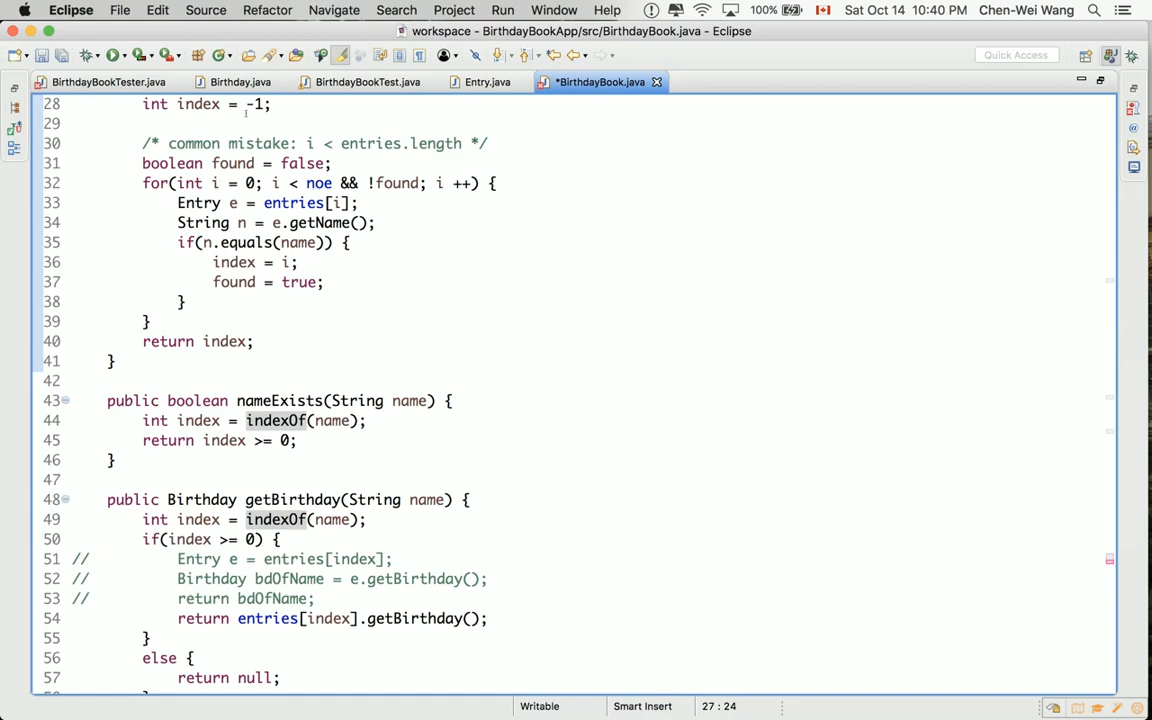 Eclipse File Edit Source Refactor Navigate Search Project Run Window Help 100% Sat Oct 14 10:40 PM Chen-Wei Wang
workspace - BirthdayBookApp/src/BirthdayBook.java - Eclipse
Quick Access
BirthdayBookTester.java Birthday.java BirthdayBookTest.java Entry.java *BirthdayBook.java
28 int index = -1;
29
30 /* common mistake: i < entries.length */
31 boolean found = false;
32 for(int i = 0; i < noe && !found; i ++) {
33 Entry e = entries[i];
34 String n = e.getName();
35 if(n.equals(name)) {
36 index = i;
37 found = true;
38 }
39 }
40 return index;
41 }
42
43 public boolean nameExists(String name) {
44 int index = indexOf(name);
45 return index >= 0;
46 }
47
48 public Birthday getBirthday(String name) {
49 int index = indexOf(name);
50 if(index >= 0) {
51 // Entry e = entries[index];
52 // Birthday bdOfName = e.getBirthday();
53 // return bdOfName;
54 return entries[index].getBirthday();
55 }
56 else {
57 return null;
Writable Smart Insert 27 : 24